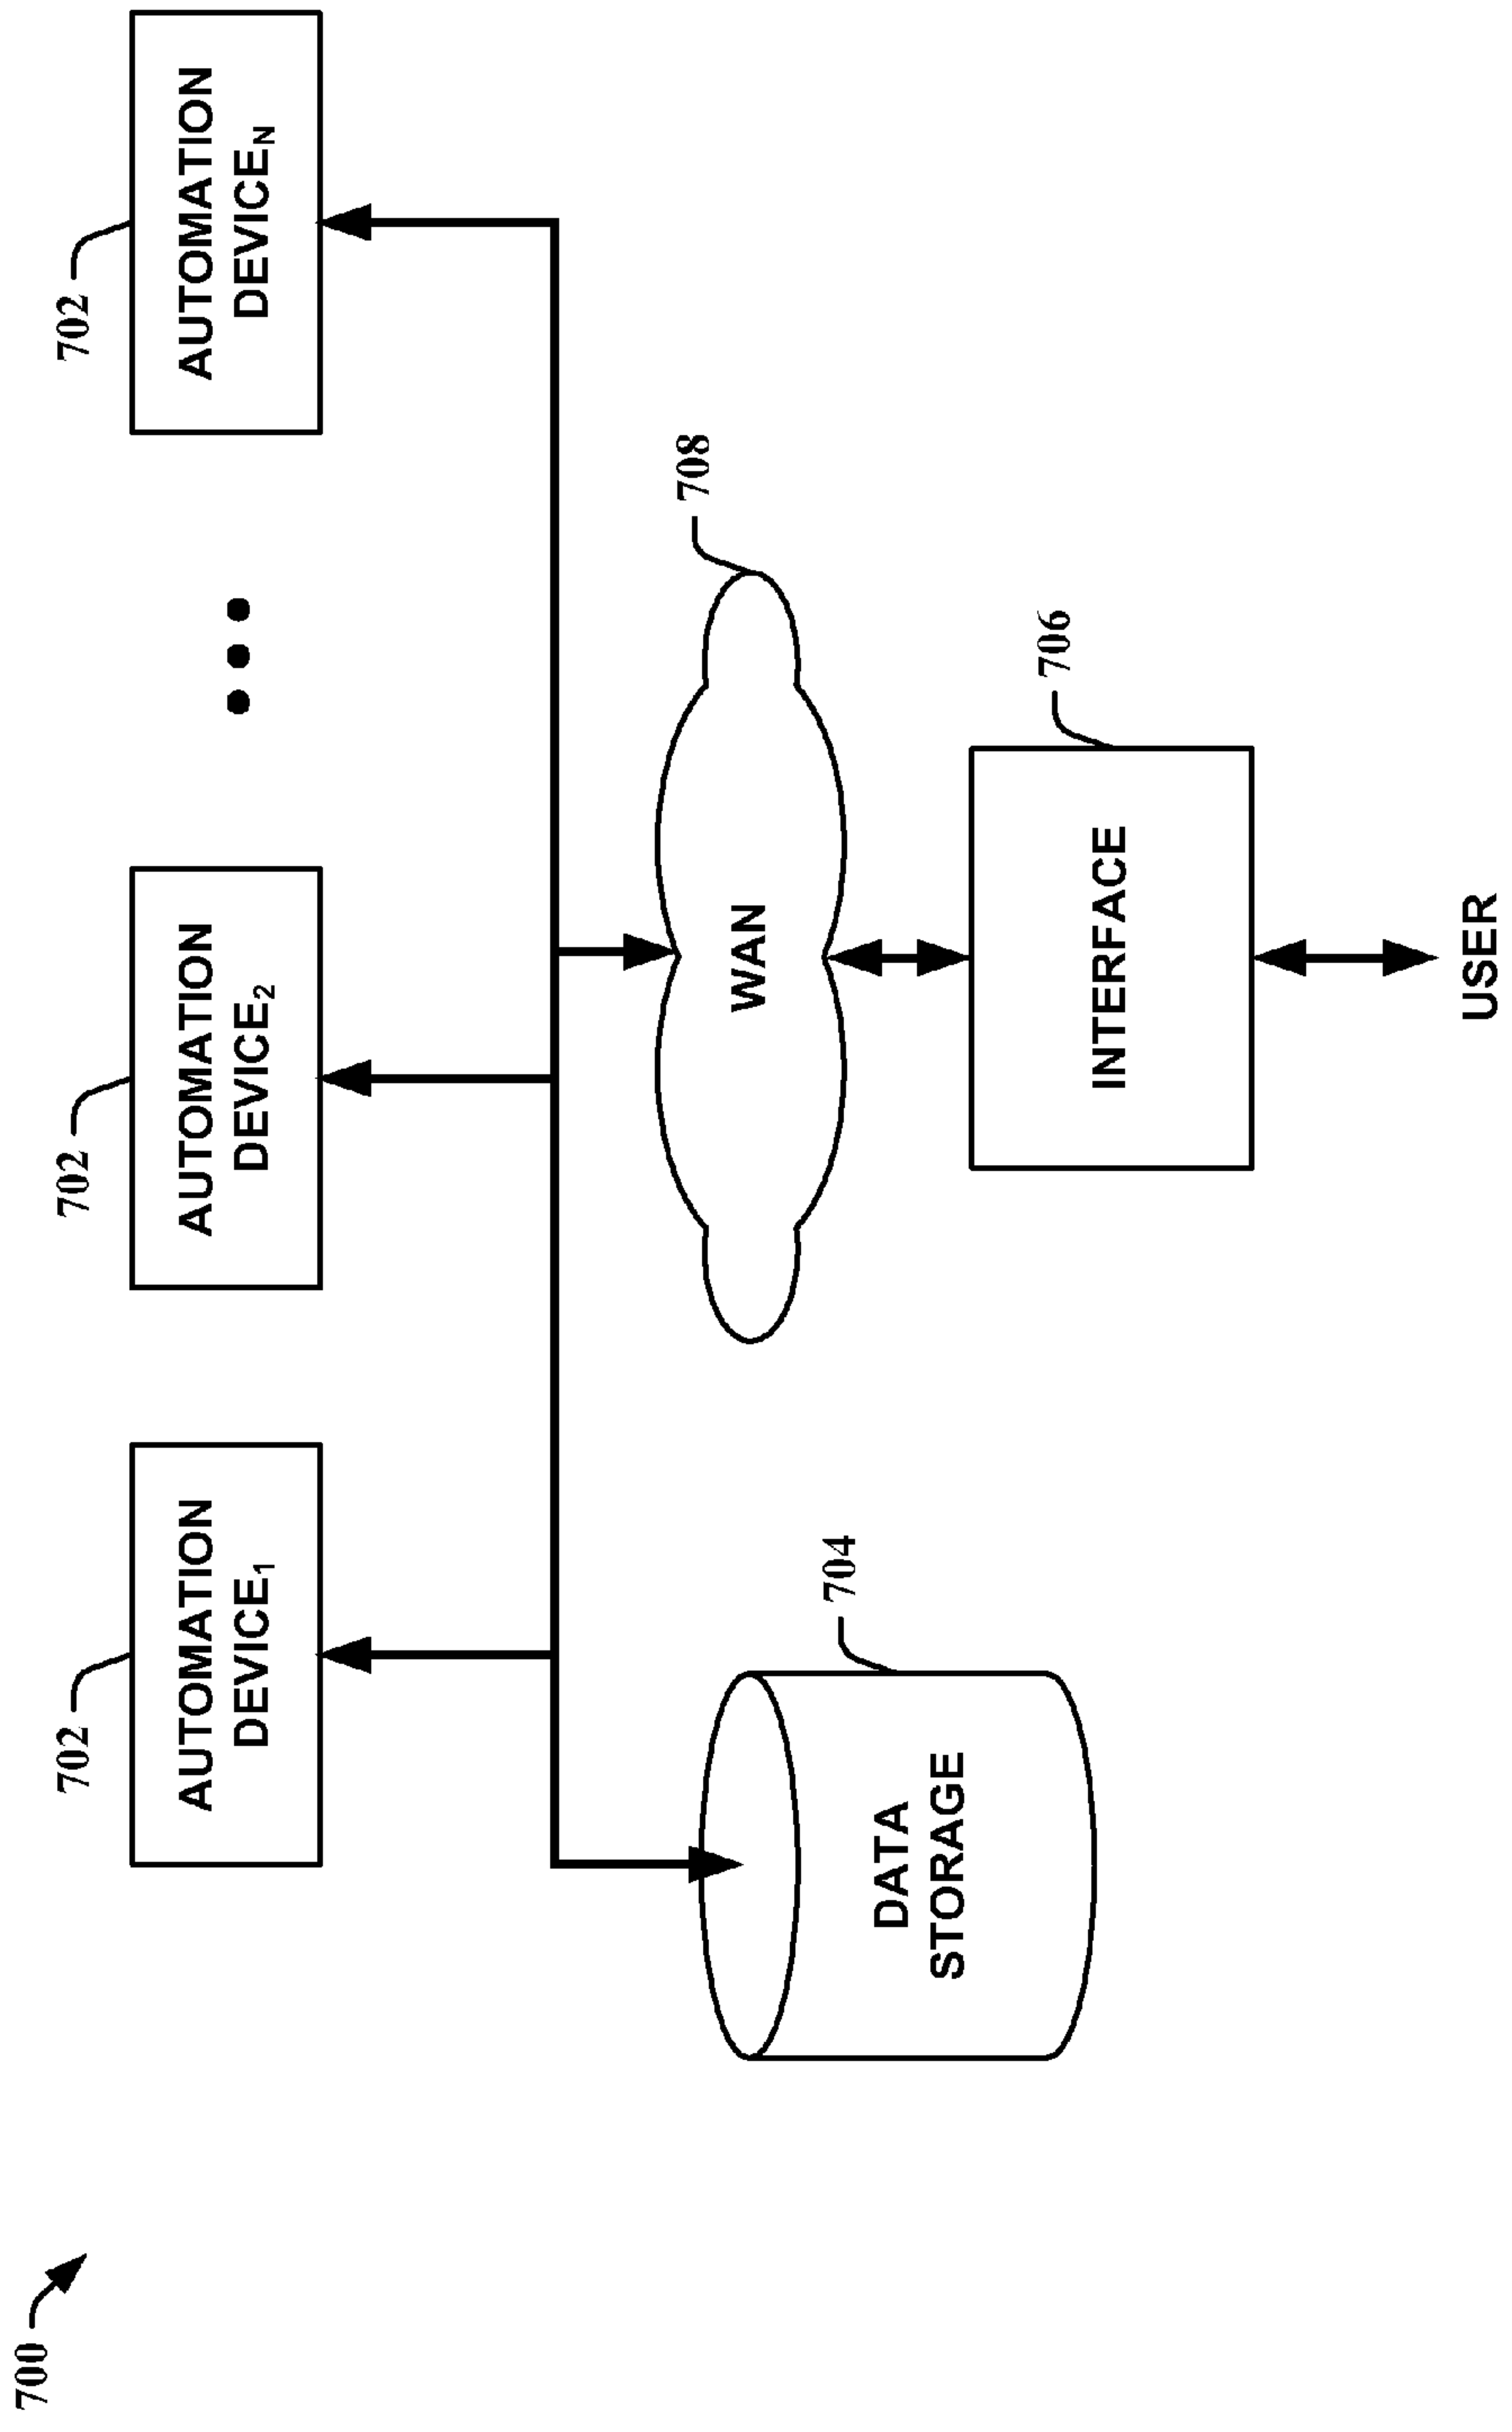 700
702
AUTOMATION
DEVICE1
702
AUTOMATION
DEVICE2
702
AUTOMATION
DEVICEN
704
DATA
STORAGE
708
WAN
706
INTERFACE
USER